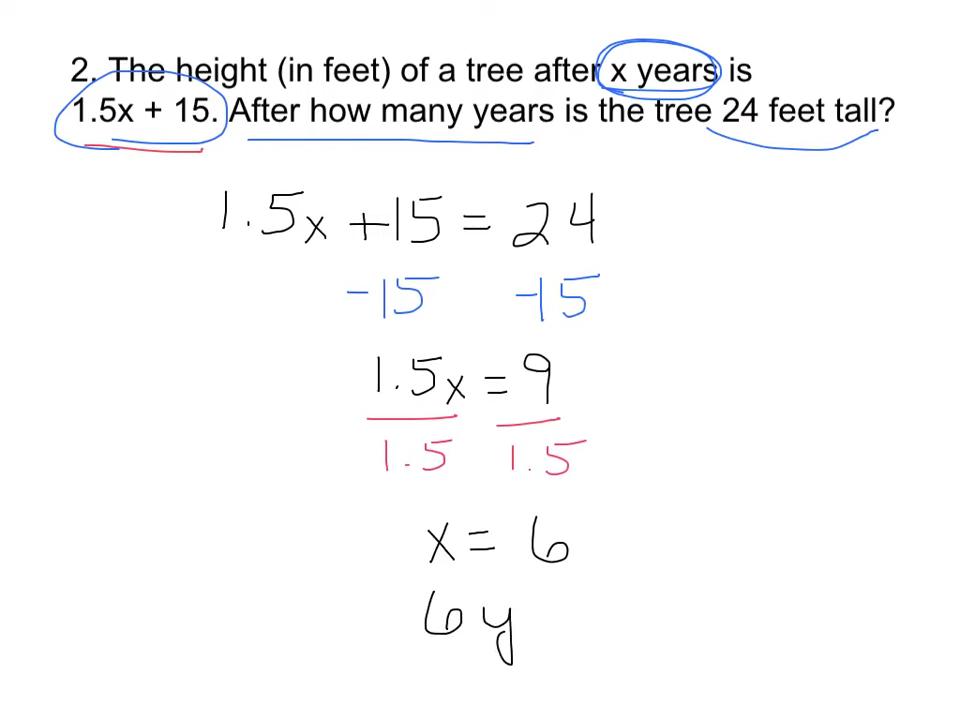 2. The height (in feet) of a tree after x years is
1.5x + 15. After how many years is the tree 24 feet tall?
1.5x +15 = 24
-15 -15
1.5x = 9
1.5 1.5
x = 6
6 y